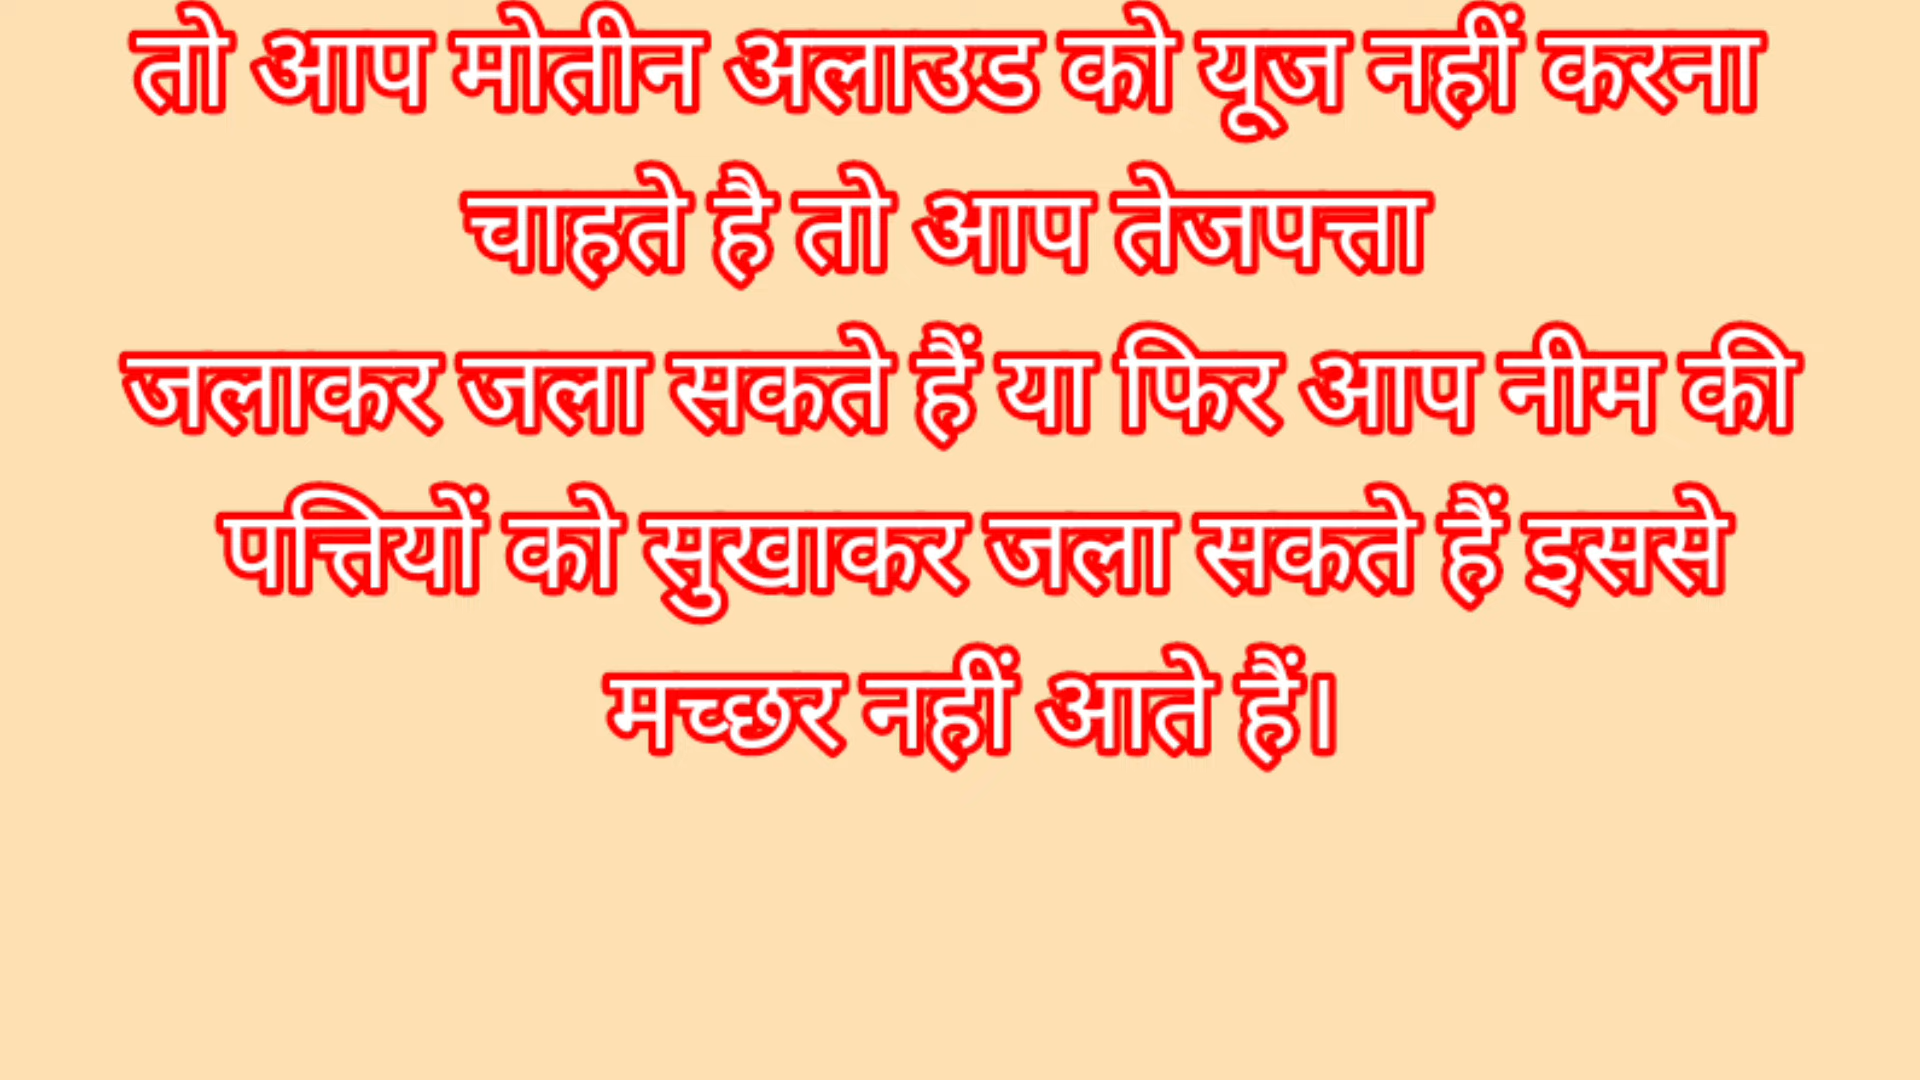 तो आप मोतीन अलाउड को यूज नहीं करना
चाहते है तो आप तेजपत्ता
जलाकर जला सकते हैं या फिर आप नीम की
पत्तियों को सुखाकर जला सकते हैं इससे
मच्छर नहीं आते हैं।